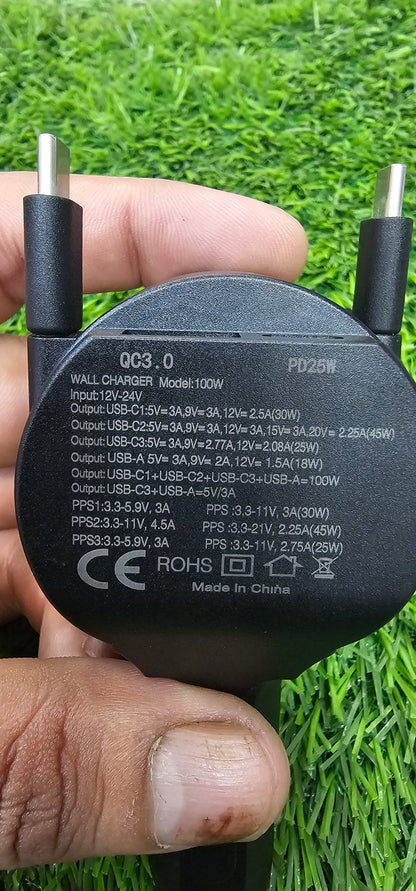 QC3.0 PD25W
WALL CHARGER Model:100W
Input:12V-24V
Output: USB-C1:5V=3A,9V=3A,12V=2.5A(30W)
Output: USB-C2:5V=3A,9V=3A,12V=3A,15V=3A,20V=2.25A(45W)
Output: USB-C3:5V=3A,9V=2.77A,12V=2.08A(25W)
Output: USB-A 5V=3A,9V=2A,12V=1.5A(18W)
Output: USB-C1+USB-C2+USB-C3+USB-A=100W
Output: USB-C3+USB-A=5V/3A
PPS1:3.3-5.9V, 3A PPS :3.3-11V, 3A(30W)
PPS2:3.3-11V, 4.5A PPS :3.3-21V, 2.25A(45W)
PPS3:3.3-5.9V, 3A PPS :3.3-11V, 2.75A(25W)
CE ROHS
Made in China